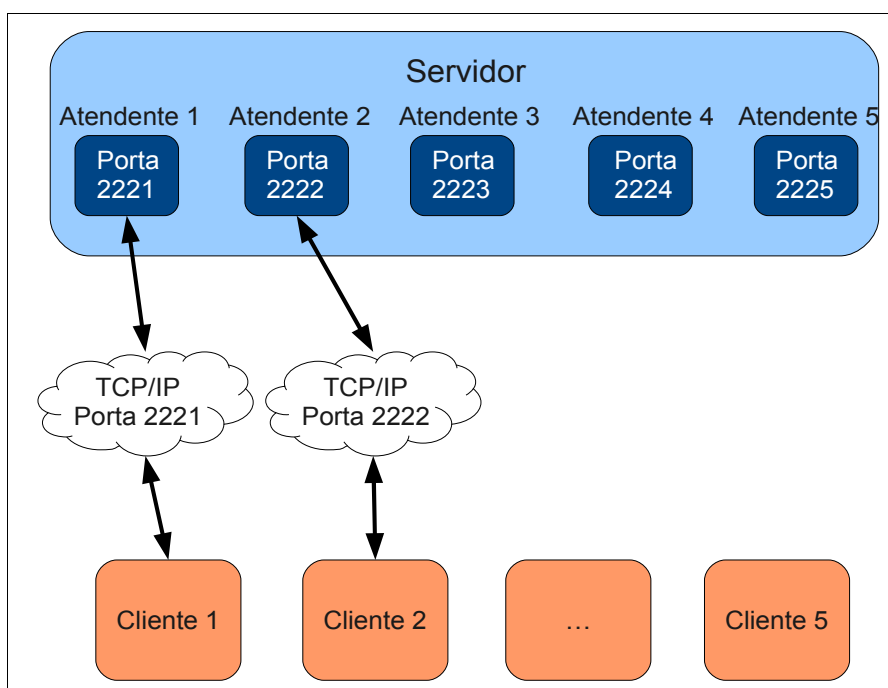 Servidor
Atendente 1
Atendente 2
Atendente 3
Atendente 4
Atendente 5
Porta
2221
Porta
2222
Porta
2223
Porta
2224
Porta
2225
TCP/IP
Porta 2221
TCP/IP
Porta 2222
Cliente 1
Cliente 2
...
Cliente 5